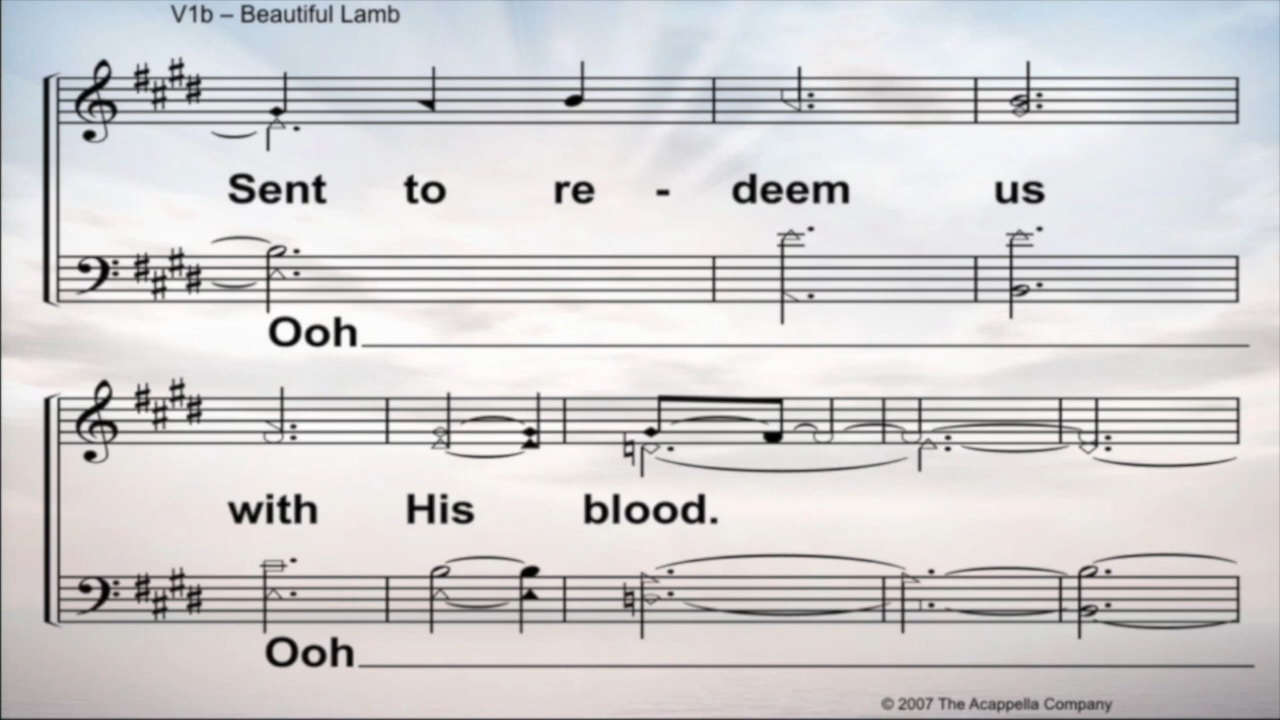 V1b – Beautiful Lamb
Sent to re - deem us
Ooh
with His blood.
Ooh
© 2007 The Acappella Company